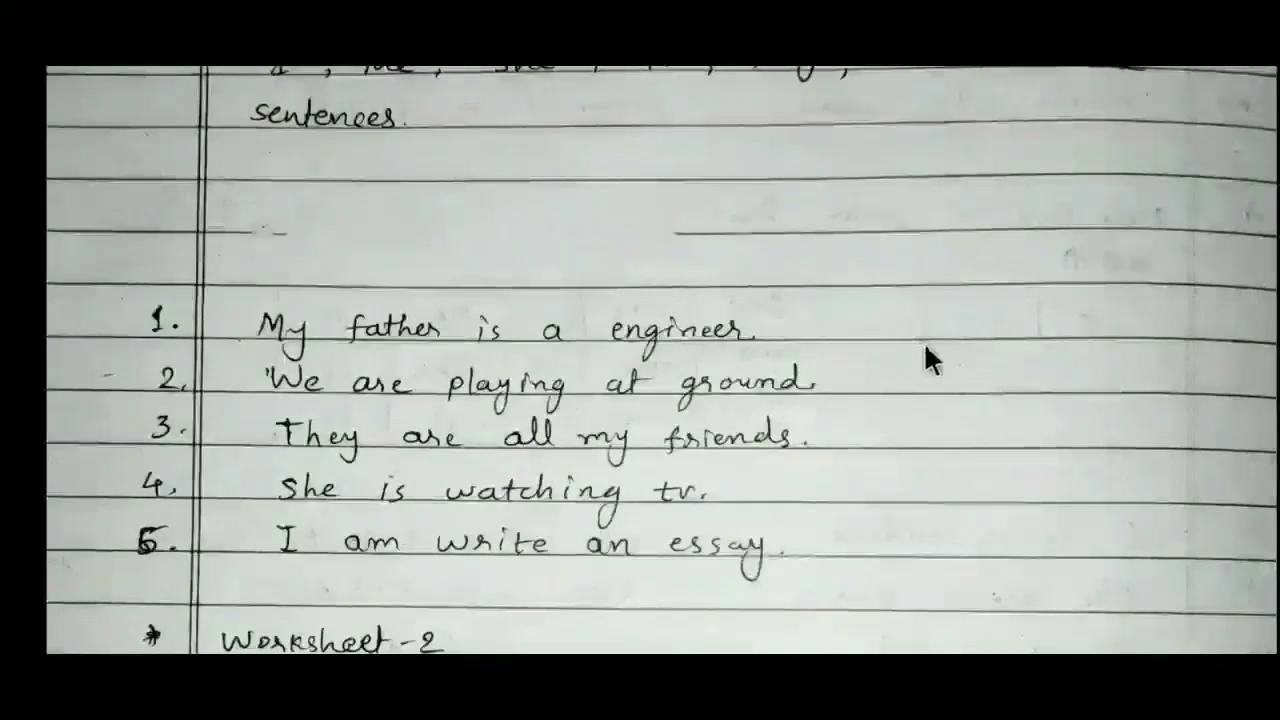 sentences.
1. My father is a engineer.
2. We are playing at ground.
3. They are all my friends.
4. She is watching tv.
5. I am write an essay.
* Worksheet-2